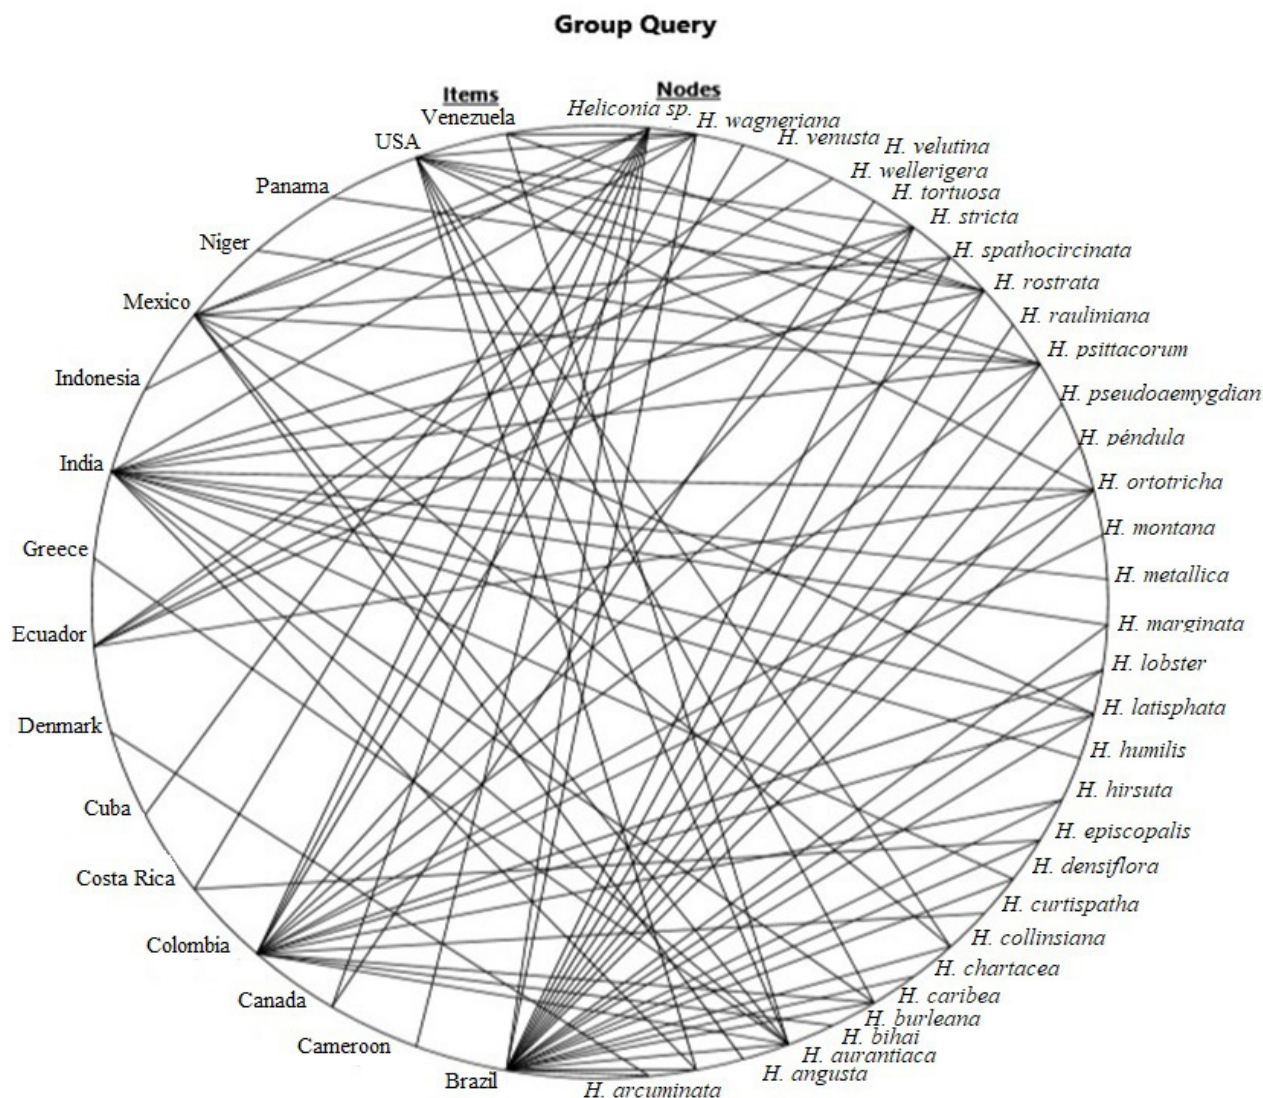 Group Query
Items
Nodes
Venezuela
USA
Panama
Niger
Mexico
Indonesia
India
Greece
Ecuador
Denmark
Cuba
Costa Rica
Colombia
Canada
Cameroon
Brazil
Heliconia sp.
H. wagneriana
H. venusta
H. velutina
H. wellerigera
H. tortuosa
H. stricta
H. spathocircinata
H. rostrata
H. rauliniana
H. psittacorum
H. pseudoaemygdian
H. péndula
H. ortotricha
H. montana
H. metallica
H. marginata
H. lobster
H. latisphata
H. humilis
H. hirsuta
H. episcopalis
H. densiflora
H. curtispatha
H. collinsiana
H. chartacea
H. caribea
H. burleana
H. bihai
H. aurantiaca
H. angusta
H. arcuminata